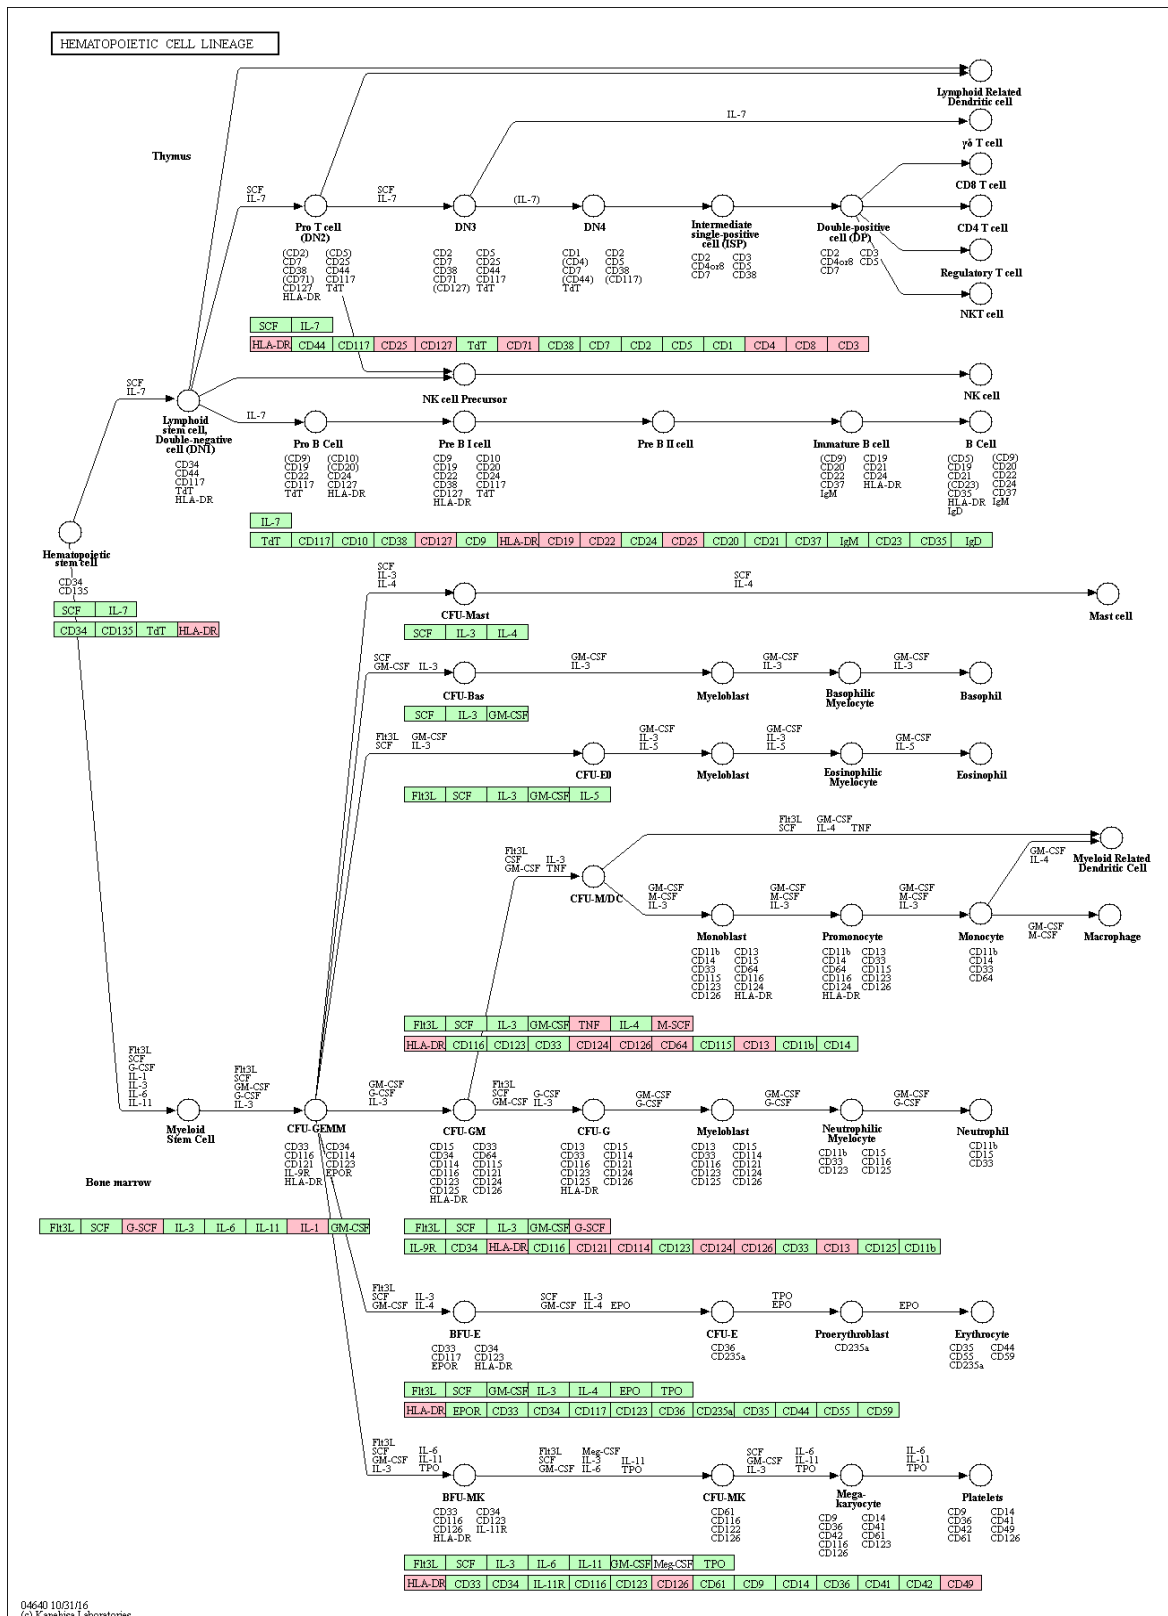 HEMATOPOIETIC CELL LINEAGE
Lymphoid Related
Dendritic cell
IL-7
γδ T cell
Thymus
CD8 T cell
SCF
IL-7
SCF
IL-7
(IL-7)
Pro T cell
(DN2)
DN3
DN4
Intermediate
single-positive
cell (ISP)
Double-positive
cell (DP)
CD4 T cell
Regulatory T cell
NKT cell
(CD2) (CD5)
CD7 CD25
CD38 CD44
(CD71) CD117
CD127 TdT
HLA-DR
CD2 CD5
CD7 CD25
CD38 CD44
CD71 CD117
(CD127) TdT
CD1 CD2
(CD4) CD5
CD7 CD38
(CD44) (CD117)
TdT
CD2 CD3
CD4or8 CD5
CD7 CD38
CD2 CD3
CD4or8 CD5
CD7
SCF IL-7
HLA-DR CD44 CD117 CD25 CD127 TdT CD71 CD38 CD7 CD2 CD5 CD1 CD4 CD8 CD3
SCF
IL-7
NK cell Precursor
NK cell
IL-7
Lymphoid
stem cell,
Double-negative
cell (DN1)
CD34
CD44
CD117
TdT
HLA-DR
Pro B Cell
Pre B I cell
Pre B II cell
Immature B cell
B Cell
(CD9) (CD10)
CD19 (CD20)
CD22 CD24
CD117 CD127
TdT HLA-DR
CD9 CD10
CD19 CD20
CD22 CD24
CD38 CD117
CD127 TdT
HLA-DR
(CD9) CD19
CD20 CD21
CD22 CD24
CD37 HLA-DR
IgM
(CD5) (CD9)
CD19 CD20
CD21 CD22
(CD23) CD24
CD35 CD37
HLA-DR IgM
IgD
IL-7
TdT CD117 CD10 CD38 CD127 CD9 HLA-DR CD19 CD22 CD24 CD25 CD20 CD21 CD37 IgM CD23 CD35 IgD
Hematopoietic
stem cell
CD34
CD135
SCF IL-7
CD34 CD135 TdT HLA-DR
SCF
IL-3
IL-4
SCF
IL-4
CFU-Mast
Mast cell
SCF IL-3 IL-4
SCF
GM-CSF IL-3
GM-CSF
IL-3
GM-CSF
IL-3
GM-CSF
IL-3
CFU-Bas
Myeloblast
Basophilic
Myelocyte
Basophil
SCF IL-3 GM-CSF
Flt3L GM-CSF
SCF IL-3
GM-CSF
IL-3
IL-5
GM-CSF
IL-3
IL-5
GM-CSF
IL-5
CFU-E0
Myeloblast
Eosinophilic
Myelocyte
Eosinophil
Flt3L SCF IL-3 GM-CSF IL-5
Flt3L GM-CSF
SCF IL-4 TNF
Flt3L
CSF IL-3
GM-CSF TNF
GM-CSF
IL-4
Myeloid Related
Dendritic Cell
CFU-M/DC
GM-CSF
M-CSF
IL-3
GM-CSF
M-CSF
IL-3
GM-CSF
M-CSF
IL-3
GM-CSF
M-CSF
Monoblast
Promonocyte
Monocyte
Macrophage
CD11b CD13
CD14 CD15
CD33 CD64
CD115 CD116
CD123 CD124
CD126 HLA-DR
CD11b CD13
CD14 CD33
CD64 CD115
CD116 CD123
CD124 CD126
HLA-DR
CD11b
CD14
CD33
CD64
Flt3L SCF IL-3 GM-CSF TNF IL-4 M-SCF
HLA-DR CD116 CD123 CD33 CD124 CD126 CD64 CD115 CD13 CD11b CD14
Flt3L
SCF
G-CSF
IL-1
IL-3
IL-6
IL-11
Flt3L
SCF
GM-CSF
G-CSF
IL-3
GM-CSF
G-CSF
IL-3
Flt3L
SCF G-CSF
GM-CSF IL-3
GM-CSF
G-CSF
GM-CSF
G-CSF
GM-CSF
G-CSF
Myeloid
Stem Cell
CFU-GEMM
CFU-GM
CFU-G
Myeloblast
Neutrophilic
Myelocyte
Neutrophil
CD33 CD34
CD116 CD114
CD121 CD123
IL-9R EPOR
HLA-DR
CD15 CD33
CD34 CD64
CD114 CD115
CD116 CD121
CD123 CD124
CD125 CD126
HLA-DR
CD13 CD15
CD33 CD114
CD116 CD121
CD123 CD124
CD125 CD126
HLA-DR
CD13 CD15
CD33 CD114
CD116 CD121
CD123 CD124
CD125 CD126
CD11b CD15
CD33 CD116
CD123 CD125
CD11b
CD15
CD33
Bone marrow
Flt3L SCF G-SCF IL-3 IL-6 IL-11 IL-1 GM-CSF
Flt3L SCF IL-3 GM-CSF G-SCF
IL-9R CD34 HLA-DR CD116 CD121 CD114 CD123 CD124 CD126 CD33 CD13 CD125 CD11b
Flt3L
SCF IL-3
GM-CSF IL-4
SCF IL-3
GM-CSF IL-4 EPO
TPO
EPO
EPO
BFU-E
CFU-E
Proerythroblast
Erythrocyte
CD33 CD34
CD117 CD123
EPOR HLA-DR
CD36
CD235a
CD235a
CD35 CD44
CD55 CD59
CD235a
Flt3L SCF GM-CSF IL-3 IL-4 EPO TPO
HLA-DR EPOR CD33 CD34 CD117 CD123 CD36 CD235a CD35 CD44 CD55 CD59
Flt3L
SCF IL-6
GM-CSF IL-11
IL-3 TPO
Flt3L Meg-CSF
SCF IL-3 IL-11
GM-CSF IL-6 TPO
SCF IL-6
GM-CSF IL-11
IL-3 TPO
IL-6
IL-11
TPO
BFU-MK
CFU-MK
Mega-
karyocyte
Platelets
CD33 CD34
CD116 CD123
CD126 IL-11R
HLA-DR
CD61
CD116
CD122
CD126
CD9 CD14
CD36 CD41
CD42 CD61
CD116 CD123
CD126
CD9 CD14
CD36 CD41
CD42 CD49
CD61 CD126
Flt3L SCF IL-3 IL-6 IL-11 GM-CSF Meg-CSF TPO
HLA-DR CD33 CD34 IL-11R CD116 CD123 CD126 CD61 CD9 CD14 CD36 CD41 CD42 CD49
04640 10/31/16
(c) Kanehisa Laboratories